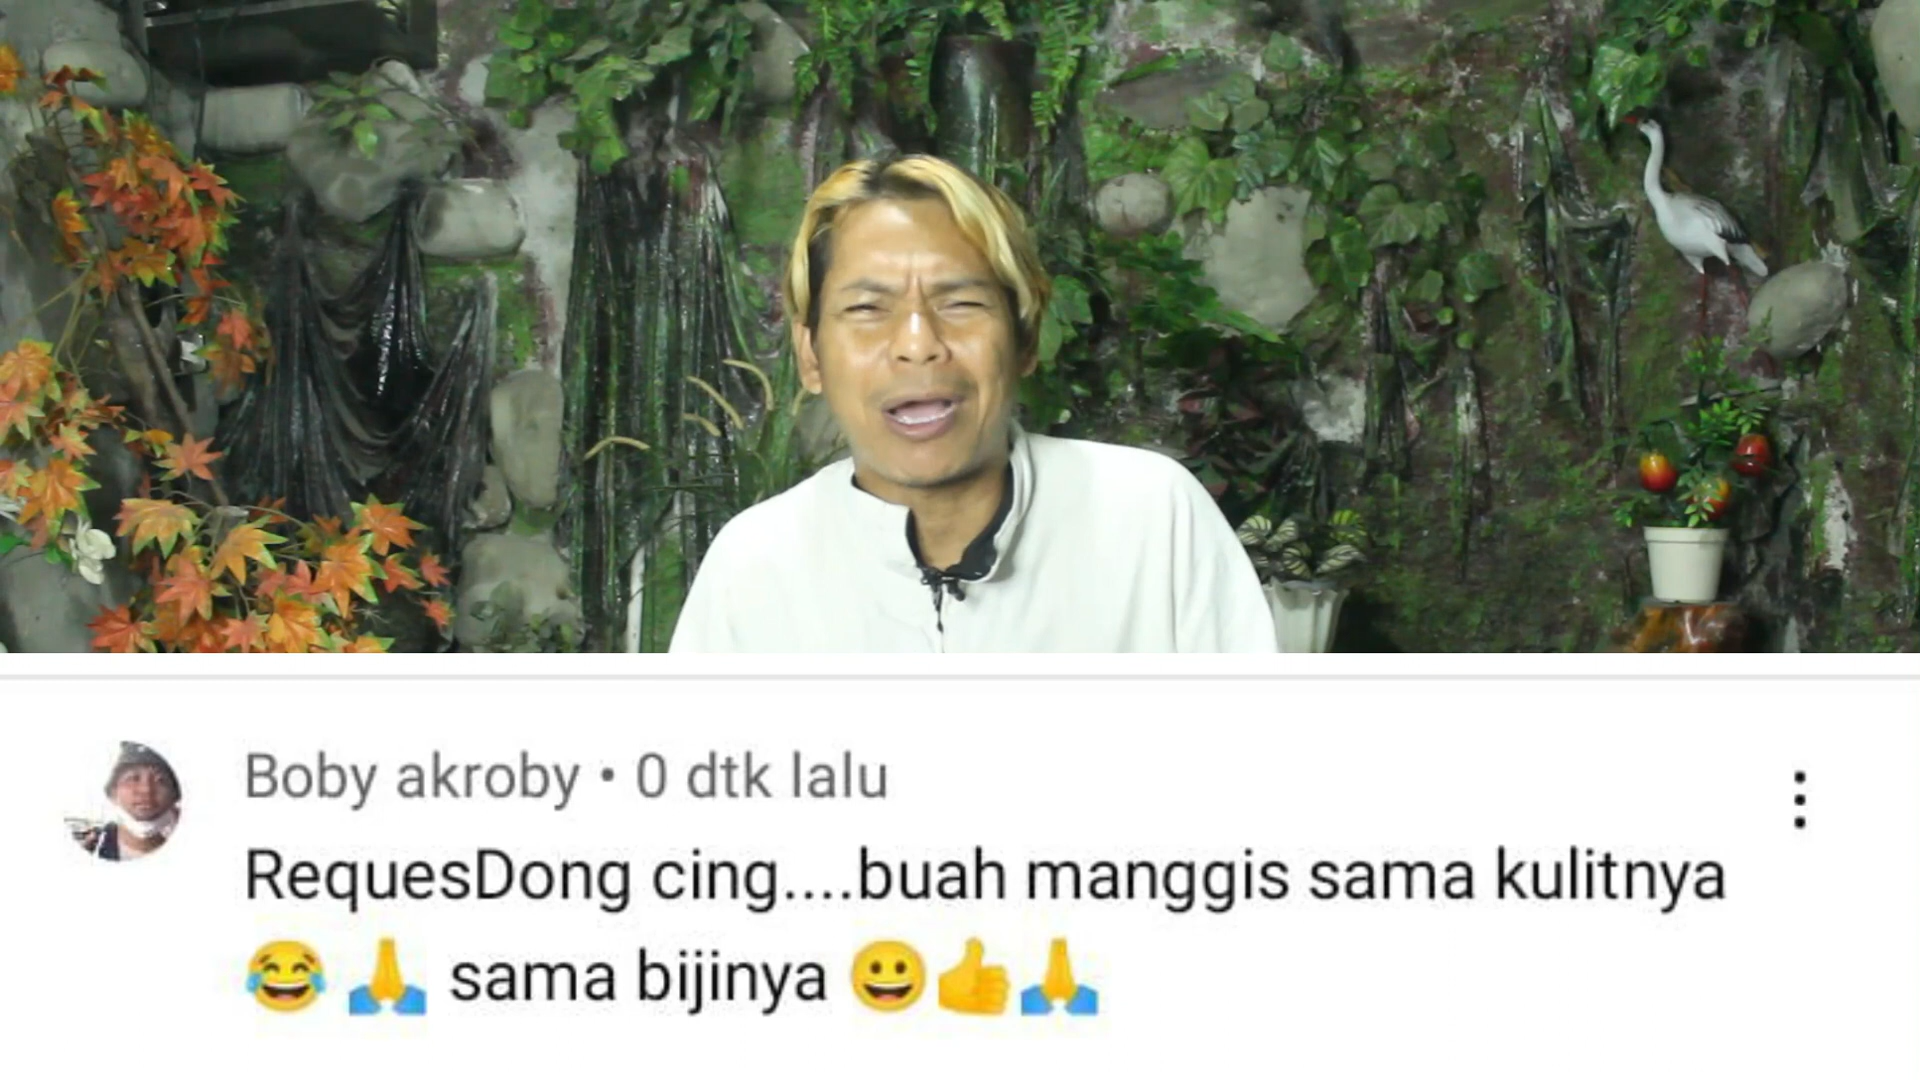 Boby akroby • 0 dtk lalu
RequesDong cing....buah manggis sama kulitnya
😂🙏 sama bijinya 😀👍🙏